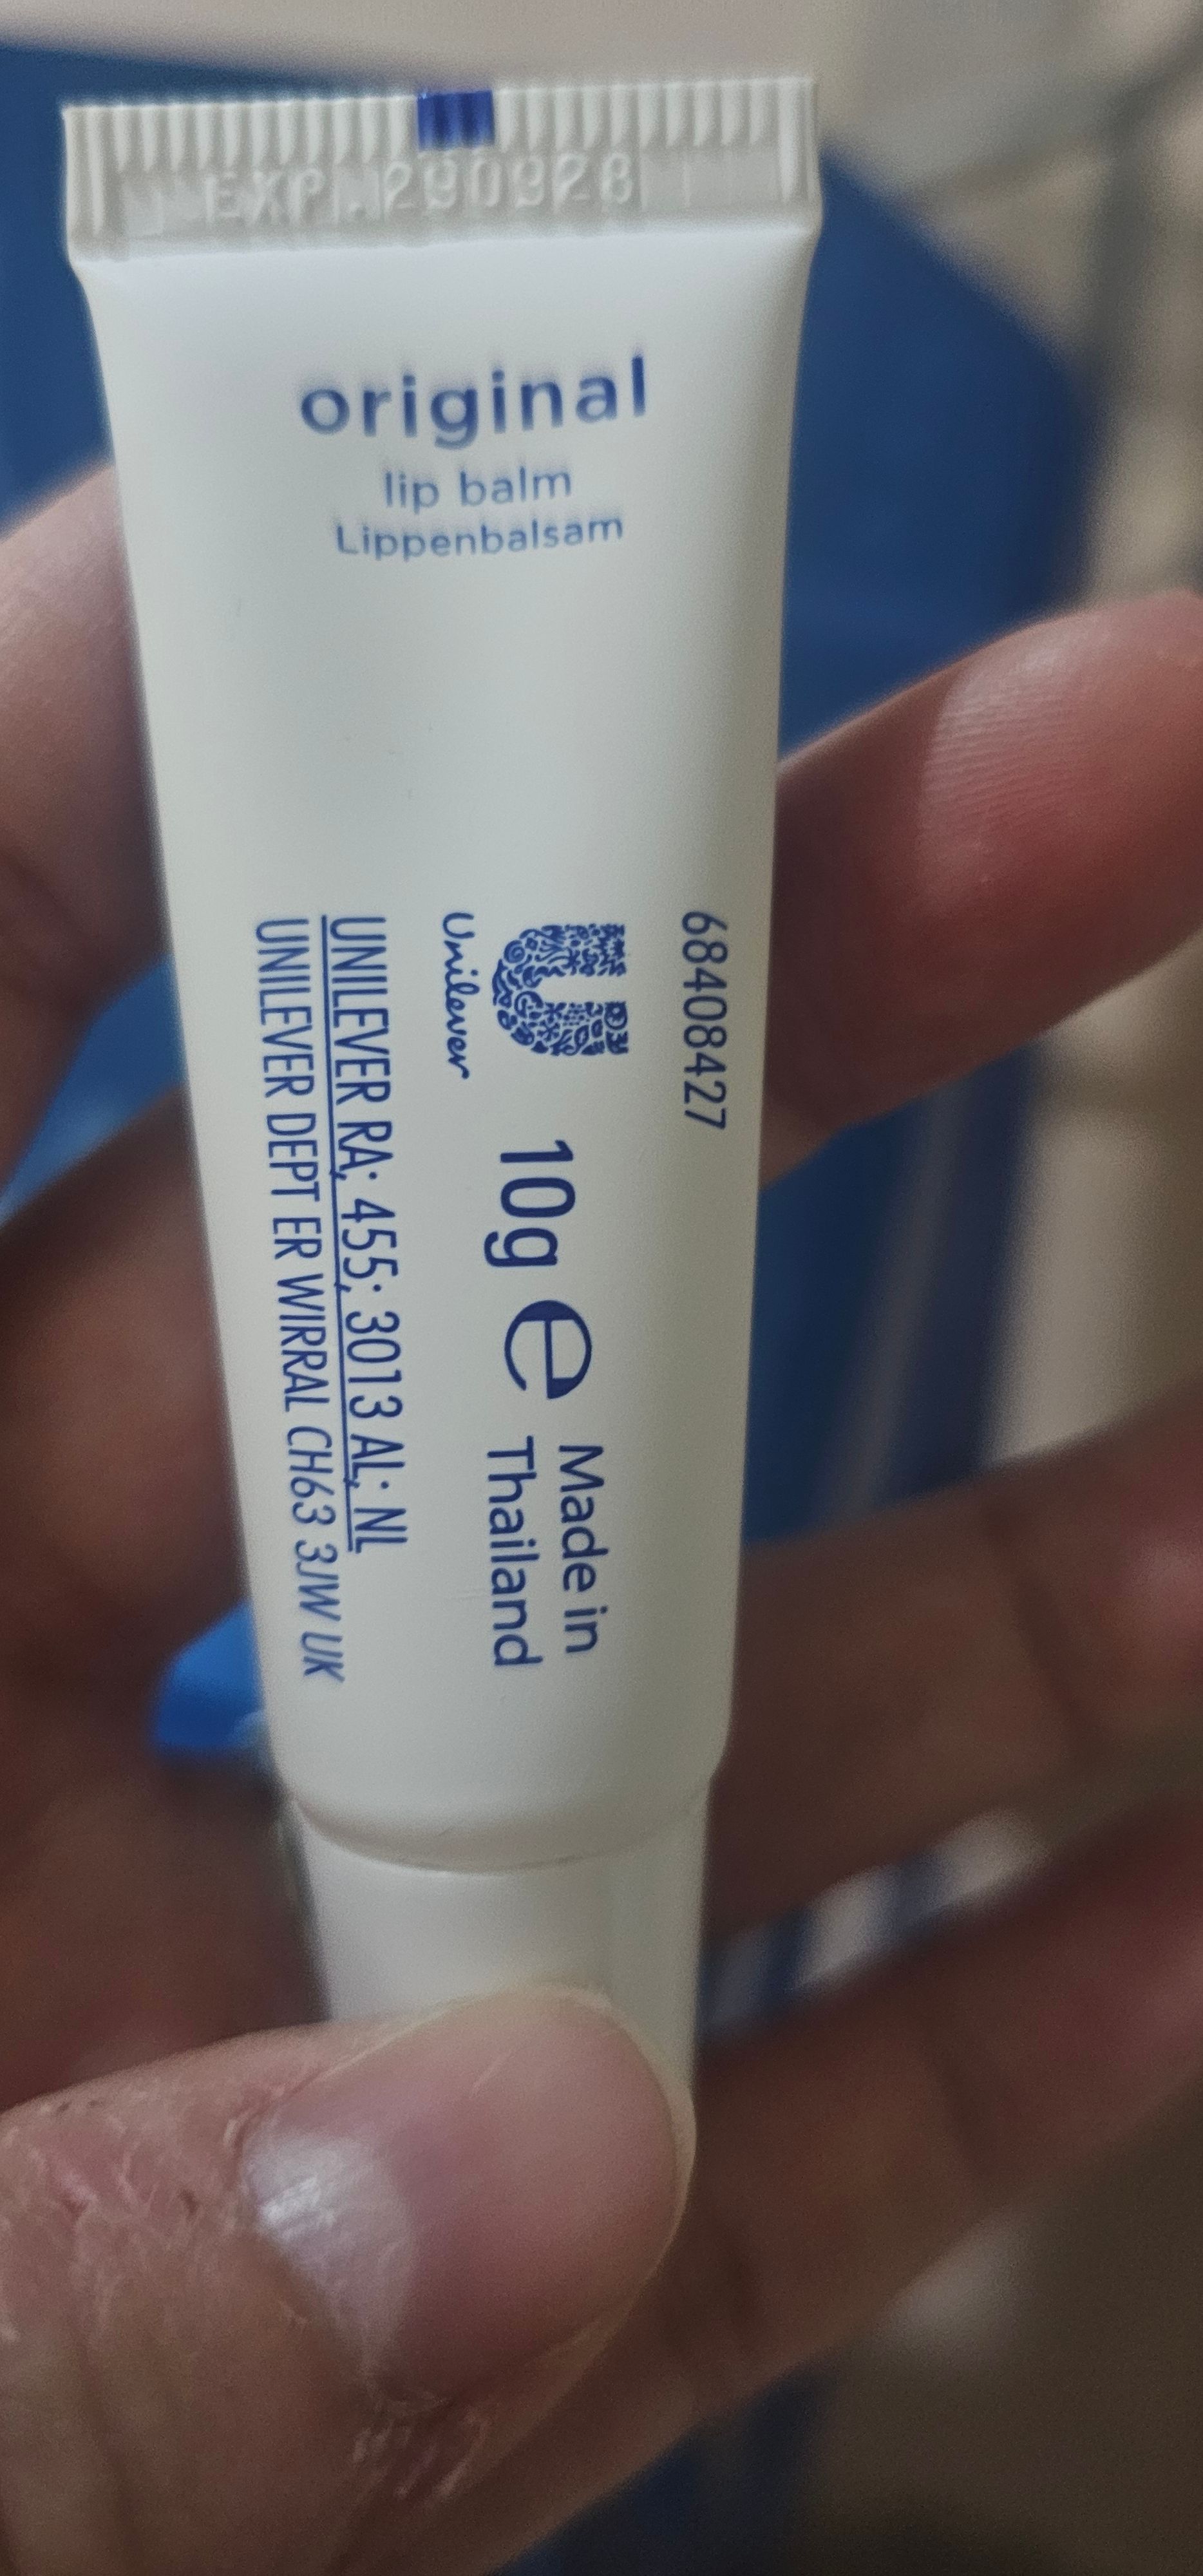 EXP. 290928
original
lip balm
Lippenbalsam
68408427
Unilever
10g e
Made in
Thailand
UNILEVER RA; 455; 3013 AL; NL
UNILEVER DEPT ER WIRRAL CH63 3JW UK